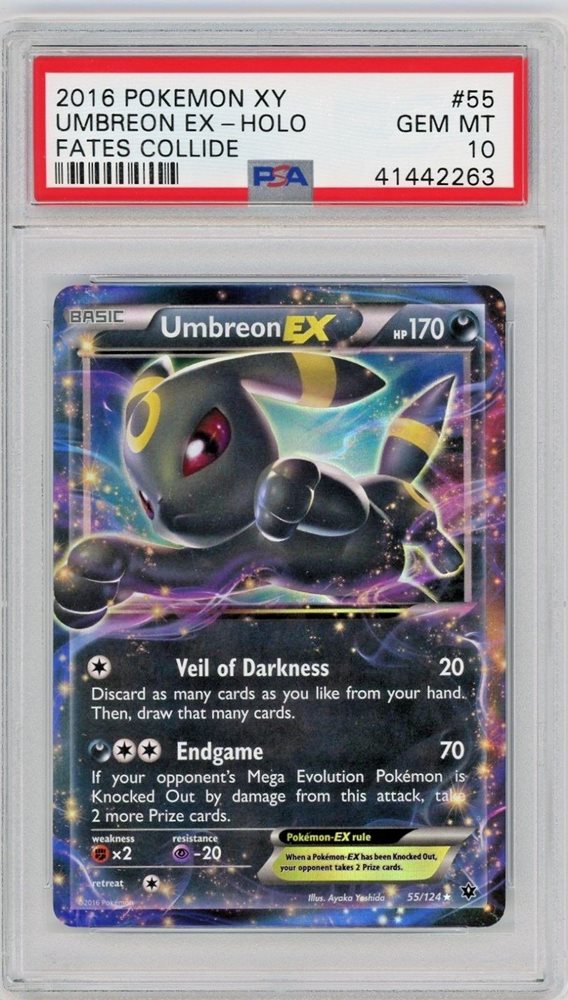 2016 POKEMON XY #55
UMBREON EX – HOLO GEM MT
FATES COLLIDE 10
PSA 41442263
BASIC Umbreon EX HP170
Veil of Darkness 20
Discard as many cards as you like from your hand.
Then, draw that many cards.
Endgame 70
If your opponent's Mega Evolution Pokémon is
Knocked Out by damage from this attack, take
2 more Prize cards.
weakness resistance
×2 -20
Pokémon-EX rule
When a Pokémon-EX has been Knocked Out,
your opponent takes 2 Prize cards.
retreat
©2016 Pokémon Illus. Ayaka Yoshida 55/124★